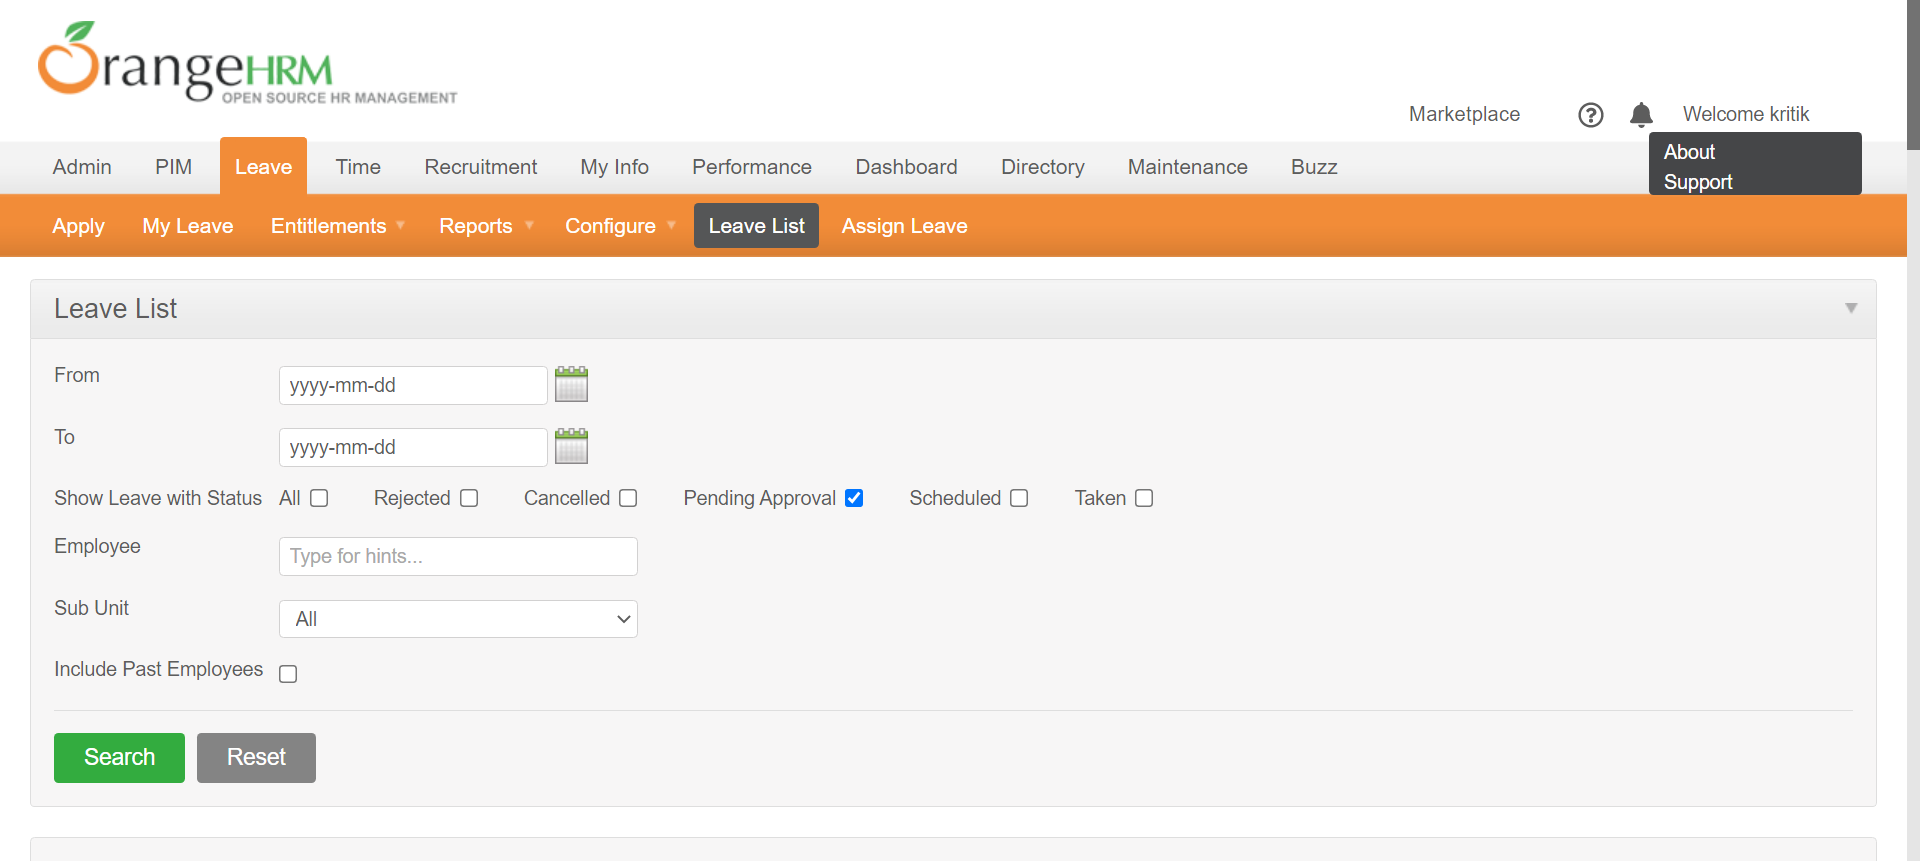 OrangeHRM
OPEN SOURCE HR MANAGEMENT
Marketplace ? Welcome kritik
About
Support
Admin PIM Leave Time Recruitment My Info Performance Dashboard Directory Maintenance Buzz
Apply My Leave Entitlements Reports Configure Leave List Assign Leave
Leave List
From yyyy-mm-dd
To yyyy-mm-dd
Show Leave with Status All Rejected Cancelled Pending Approval Scheduled Taken
Employee Type for hints...
Sub Unit All
Include Past Employees
Search Reset